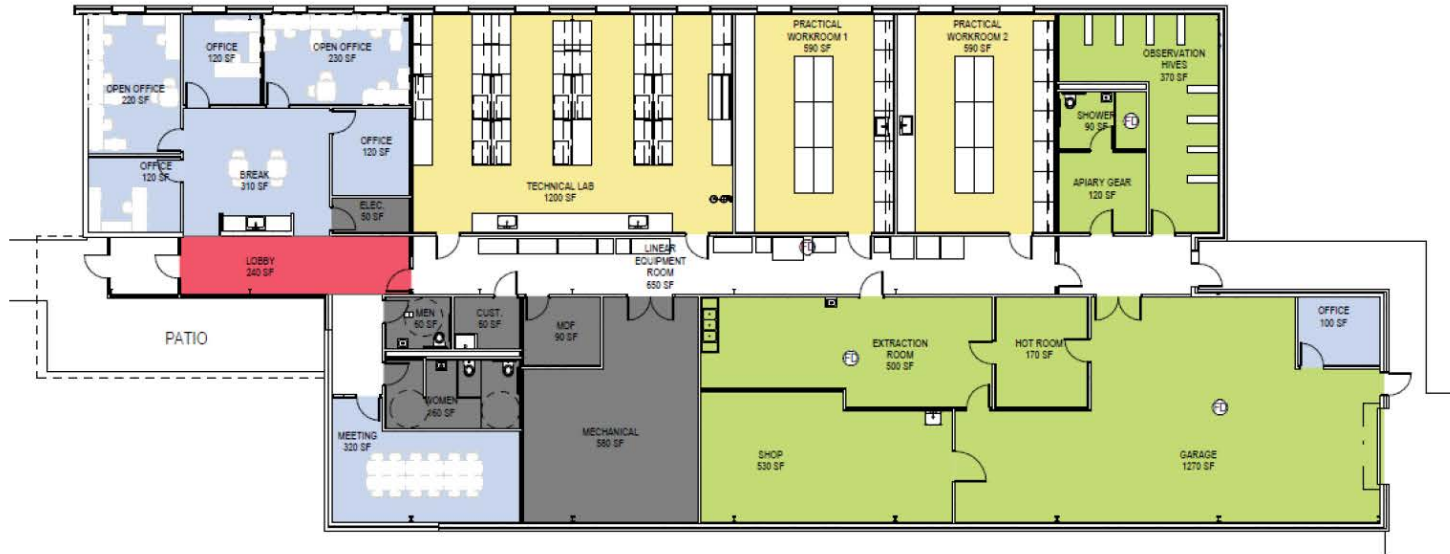 OPEN OFFICE
220 SF
OFFICE
120 SF
OPEN OFFICE
230 SF
OFFICE
120 SF
BREAK
310 SF
OFFICE
120 SF
ELEC.
50 SF
TECHNICAL LAB
1200 SF
PRACTICAL
WORKROOM 1
590 SF
PRACTICAL
WORKROOM 2
590 SF
OBSERVATION
HIVES
370 SF
SHOWER
90 SF
FD
APIARY GEAR
120 SF
LOBBY
240 SF
LINEAR
EQUIPMENT
ROOM
650 SF
FD
PATIO
MEN
60 SF
CUST.
60 SF
MDF
90 SF
WOMEN
160 SF
MEETING
320 SF
MECHANICAL
580 SF
EXTRACTION
ROOM
500 SF
FD
HOT ROOM
170 SF
OFFICE
100 SF
SHOP
530 SF
FD
GARAGE
1270 SF